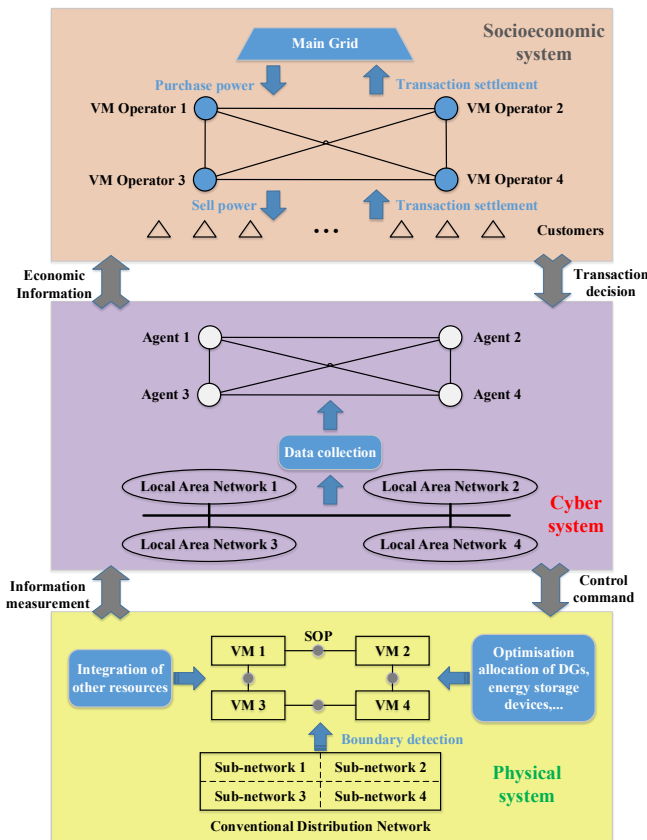 Socioeconomic
system
Main Grid
Purchase power
Transaction settlement
VM Operator 1
VM Operator 2
VM Operator 3
VM Operator 4
Sell power
Transaction settlement
...
Customers
Economic
Information
Transaction
decision
Agent 1
Agent 2
Agent 3
Agent 4
Data collection
Local Area Network 1
Local Area Network 2
Local Area Network 3
Local Area Network 4
Cyber
system
Information
measurement
Control
command
SOP
VM 1
VM 2
Integration of
other resources
Optimisation
allocation of DGs,
energy storage
devices,...
VM 3
VM 4
Boundary detection
Sub-network 1
Sub-network 2
Sub-network 3
Sub-network 4
Physical
system
Conventional Distribution Network